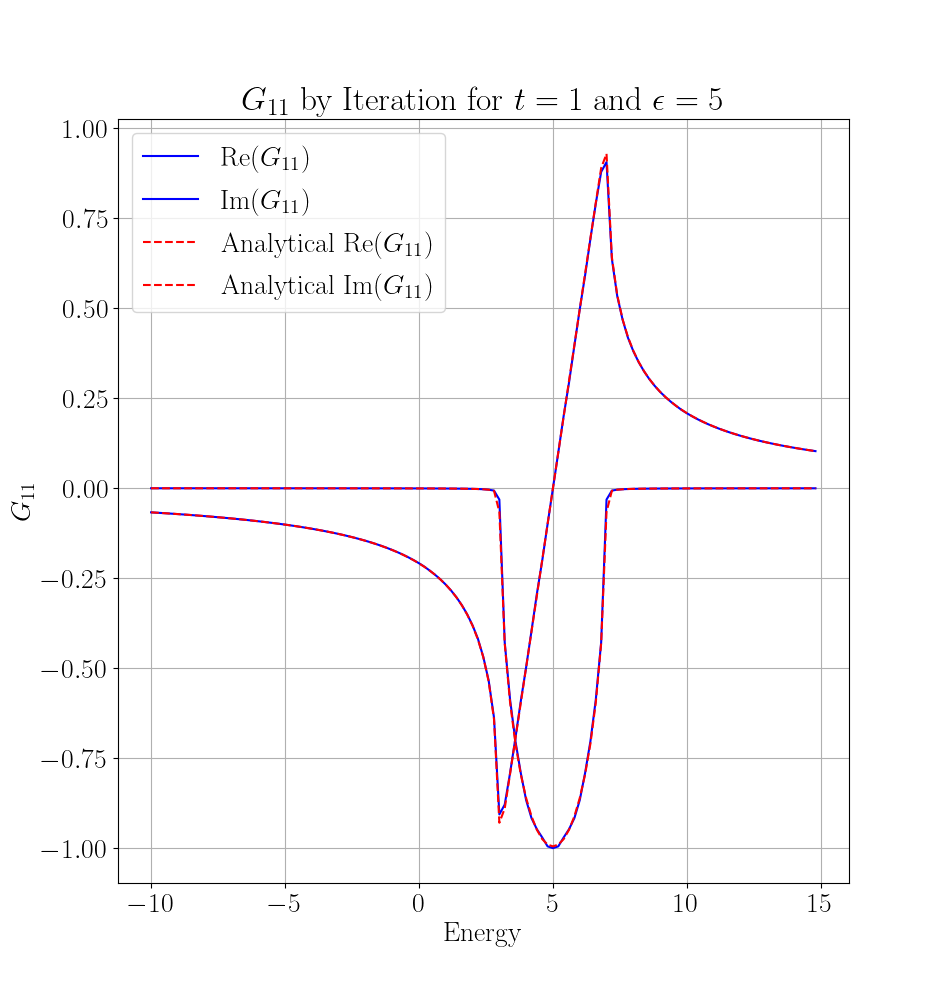 G₁₁ by Iteration for t = 1 and ϵ = 5
Re(G₁₁)
Im(G₁₁)
Analytical Re(G₁₁)
Analytical Im(G₁₁)
1.00
0.75
0.50
0.25
0.00
−0.25
−0.50
−0.75
−1.00
G₁₁
−10
−5
0
5
10
15
Energy